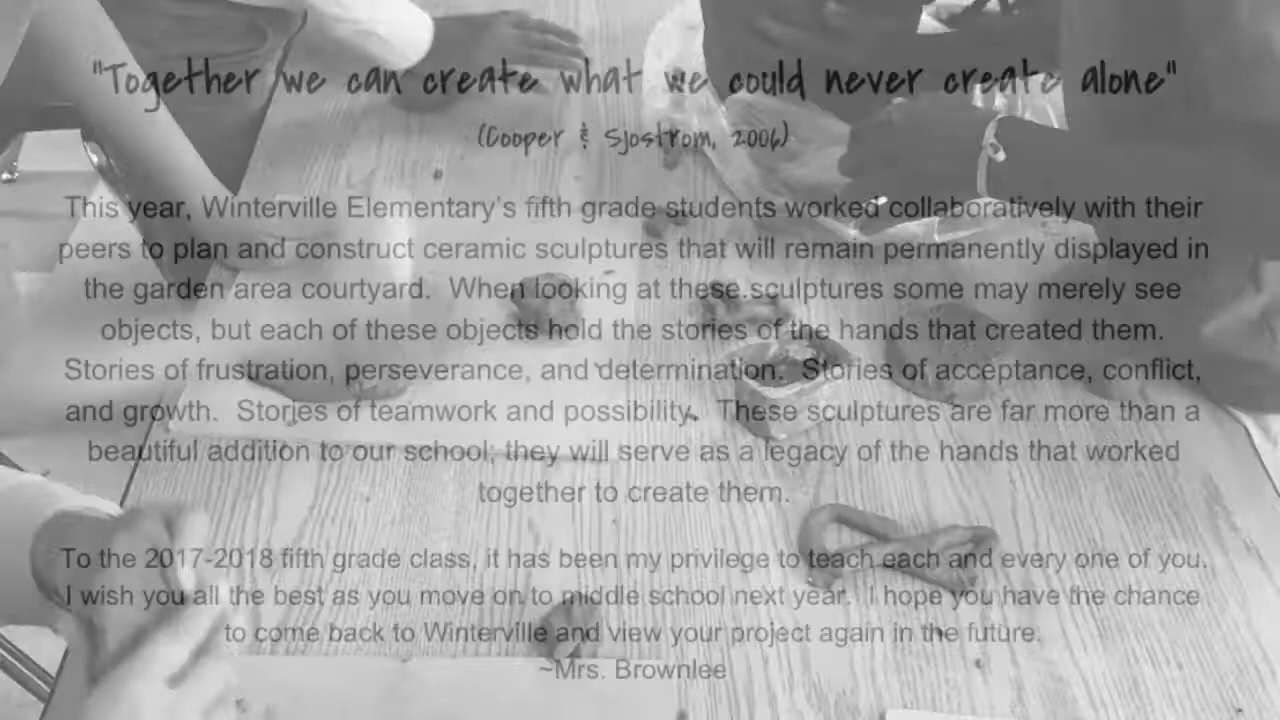 "Together we can create what we could never create alone"
(Cooper & Sjostrom, 2006)
This year, Winterville Elementary's fifth grade students worked collaboratively with their
peers to plan and construct ceramic sculptures that will remain permanently displayed in
the garden area courtyard.  When looking at these sculptures some may merely see
objects, but each of these objects hold the stories of the hands that created them.
Stories of frustration, perseverance, and determination.  Stories of acceptance, conflict,
and growth.  Stories of teamwork and possibility.  These sculptures are far more than a
beautiful addition to our school; they will serve as a legacy of the hands that worked
together to create them.
To the 2017-2018 fifth grade class, it has been my privilege to teach each and every one of you.
I wish you all the best as you move on to middle school next year.  I hope you have the chance
to come back to Winterville and view your project again in the future.
~Mrs. Brownlee